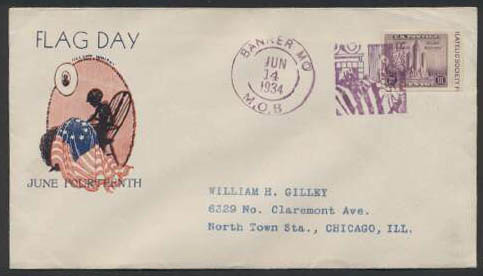 FLAG DAY
JUNE FOURTEENTH
BANNER MO
JUN
14
1934
M.O.B
U.S. POSTAGE
WILLIAM H. GILLEY
6329 No. Claremont Ave.
North Town Sta., CHICAGO, ILL.